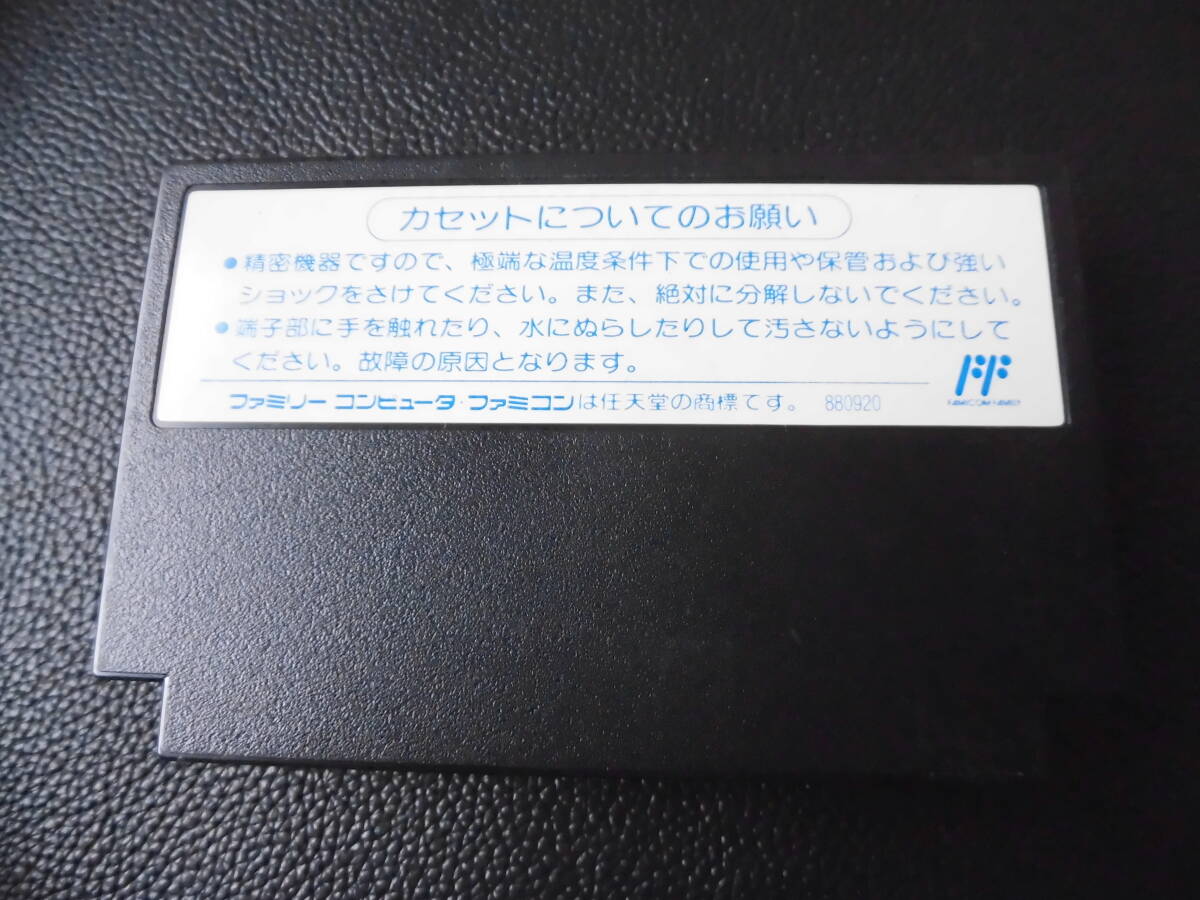 カセットについてのお願い
●精密機器ですので、極端な温度条件下での使用や保管および強い
ショックをさけてください。また、絶対に分解しないでください。
●端子部に手を触れたり、水にぬらしたりして汚さないようにして
ください。故障の原因となります。
ファミリー コンピュータ・ファミコンは任天堂の商標です。 880920
FF
FAMICOM FAMILY